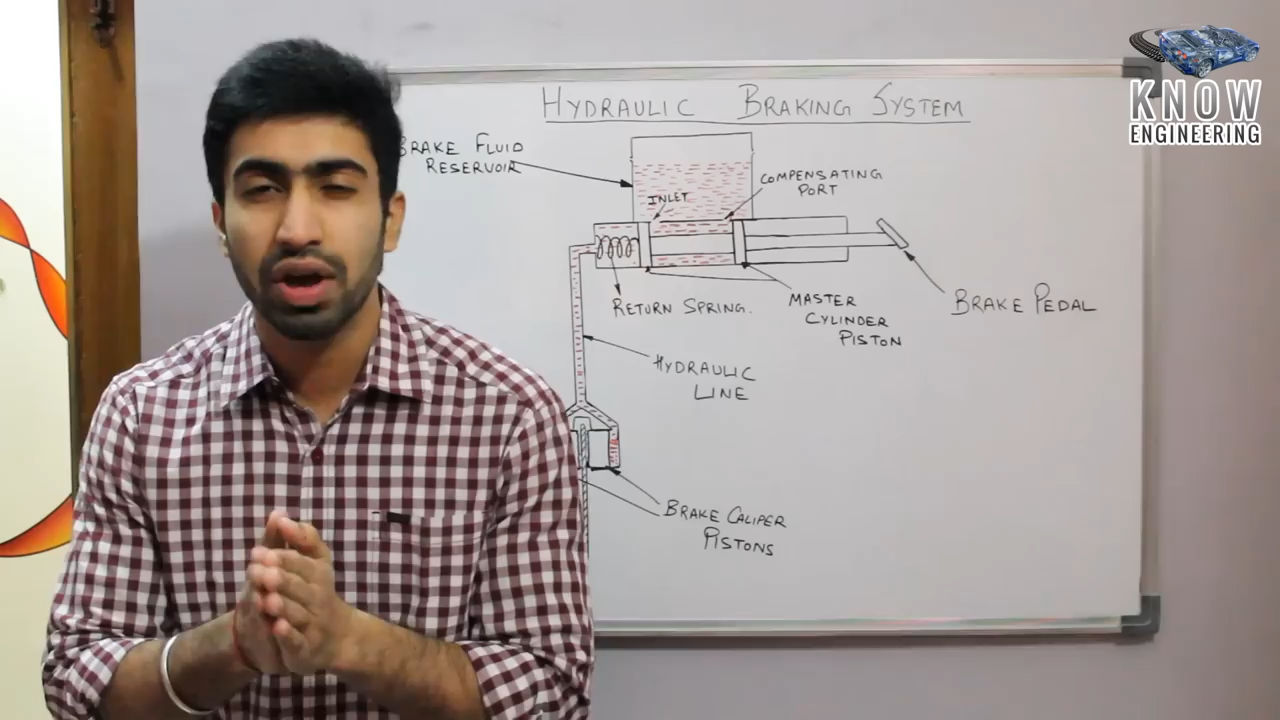 HYDRAULIC BRAKING SYSTEM
BRAKE FLUID
RESERVOIR
INLET
COMPENSATING
PORT
RETURN SPRING.
MASTER
CYLINDER
PISTON
BRAKE PEDAL
HYDRAULIC
LINE
BRAKE CALIPER
PISTONS
KNOW
ENGINEERING